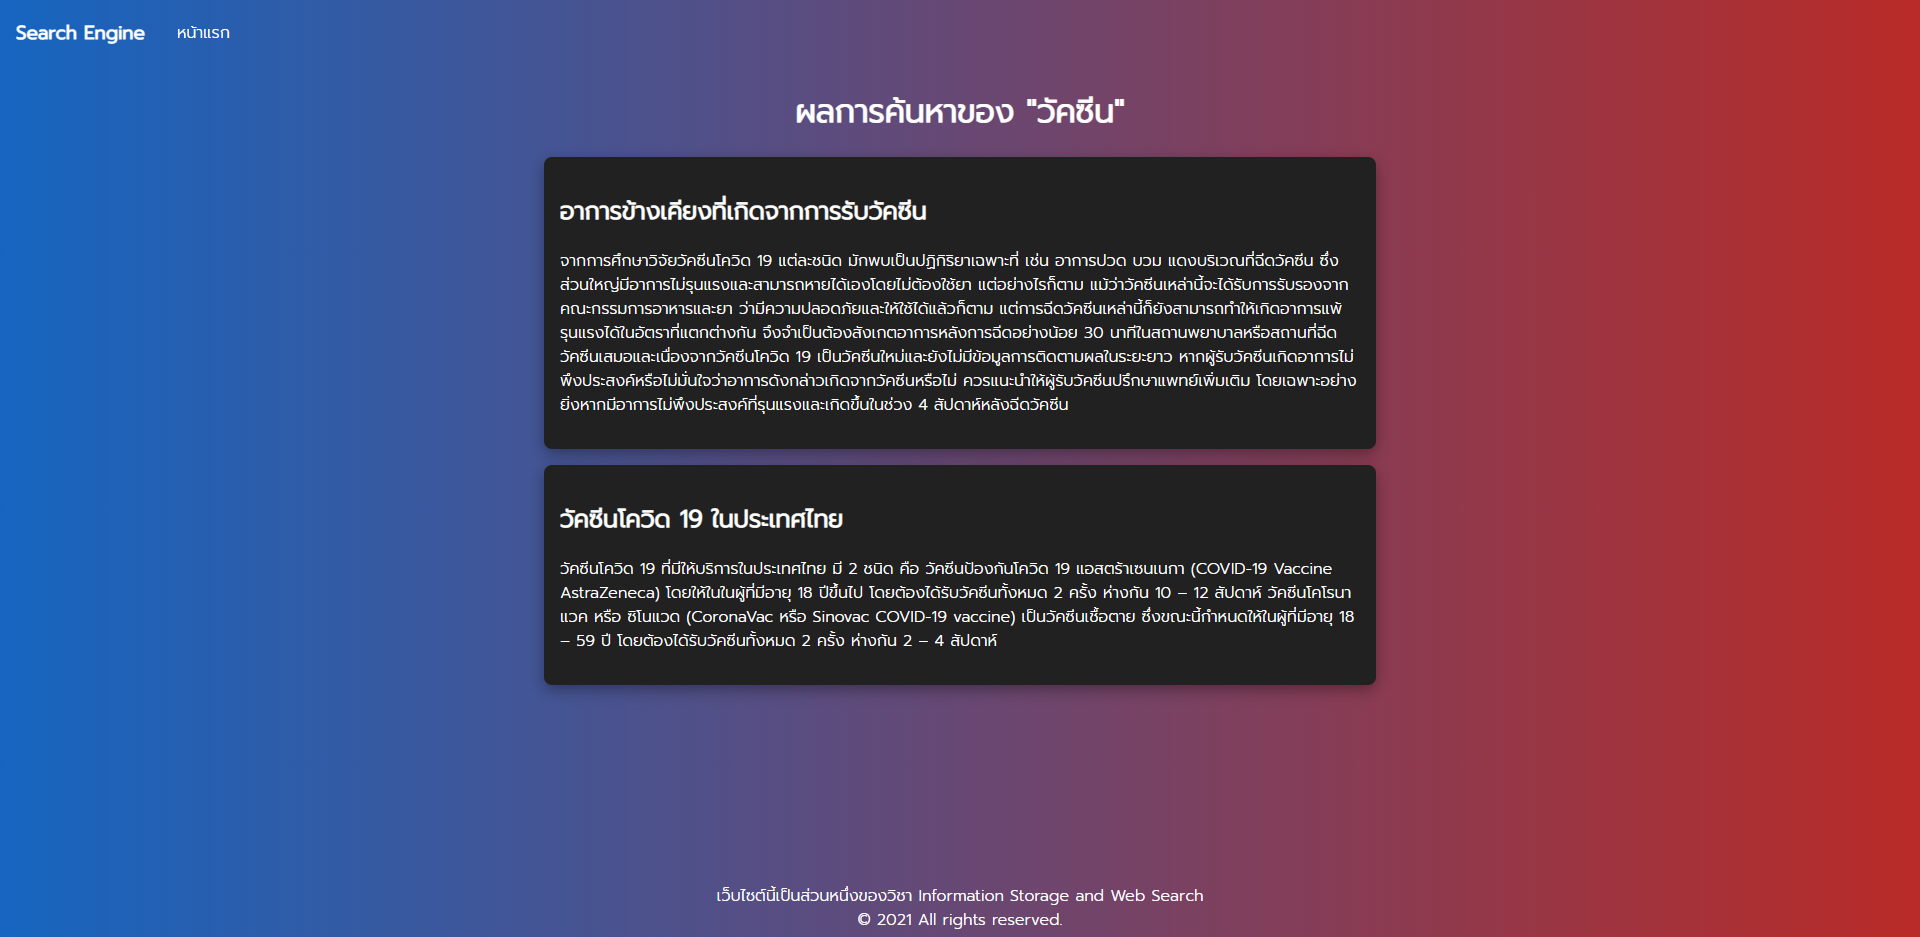 Search Engine หน้าแรก
ผลการค้นหาของ "วัคซีน"
อาการข้างเคียงที่เกิดจากการรับวัคซีน
จากการศึกษาวิจัยวัคซีนโควิด 19 แต่ละชนิด มักพบเป็นปฏิกิริยาเฉพาะที่ เช่น อาการปวด บวม แดงบริเวณที่ฉีดวัคซีน ซึ่ง
ส่วนใหญ่มีอาการไม่รุนแรงและสามารถหายได้เองโดยไม่ต้องใช้ยา แต่อย่างไรก็ตาม แม้ว่าวัคซีนเหล่านี้จะได้รับการรับรองจาก
คณะกรรมการอาหารและยา ว่ามีความปลอดภัยและให้ใช้ได้แล้วก็ตาม แต่การฉีดวัคซีนเหล่านี้ก็ยังสามารถทำให้เกิดอาการแพ้
รุนแรงได้ในอัตราที่แตกต่างกัน จึงจำเป็นต้องสังเกตอาการหลังการฉีดอย่างน้อย 30 นาทีในสถานพยาบาลหรือสถานที่ฉีด
วัคซีนเสมอและเนื่องจากวัคซีนโควิด 19 เป็นวัคซีนใหม่และยังไม่มีข้อมูลการติดตามผลในระยะยาว หากผู้รับวัคซีนเกิดอาการไม่
พึงประสงค์หรือไม่มั่นใจว่าอาการดังกล่าวเกิดจากวัคซีนหรือไม่ ควรแนะนำให้ผู้รับวัคซีนปรึกษาแพทย์เพิ่มเติม โดยเฉพาะอย่าง
ยิ่งหากมีอาการไม่พึงประสงค์ที่รุนแรงและเกิดขึ้นในช่วง 4 สัปดาห์หลังฉีดวัคซีน
วัคซีนโควิด 19 ในประเทศไทย
วัคซีนโควิด 19 ที่มีให้บริการในประเทศไทย มี 2 ชนิด คือ วัคซีนป้องกันโควิด 19 แอสตร้าเซนเนกา (COVID-19 Vaccine
AstraZeneca) โดยให้ในในผู้ที่มีอายุ 18 ปีขึ้นไป โดยต้องได้รับวัคซีนทั้งหมด 2 ครั้ง ห่างกัน 10 – 12 สัปดาห์ วัคซีนโคโรนา
แวค หรือ ซิโนแวด (CoronaVac หรือ Sinovac COVID-19 vaccine) เป็นวัคซีนเชื้อตาย ซึ่งขณะนี้กำหนดให้ในผู้ที่มีอายุ 18
– 59 ปี โดยต้องได้รับวัคซีนทั้งหมด 2 ครั้ง ห่างกัน 2 – 4 สัปดาห์
เว็บไซต์นี้เป็นส่วนหนึ่งของวิชา Information Storage and Web Search
© 2021 All rights reserved.